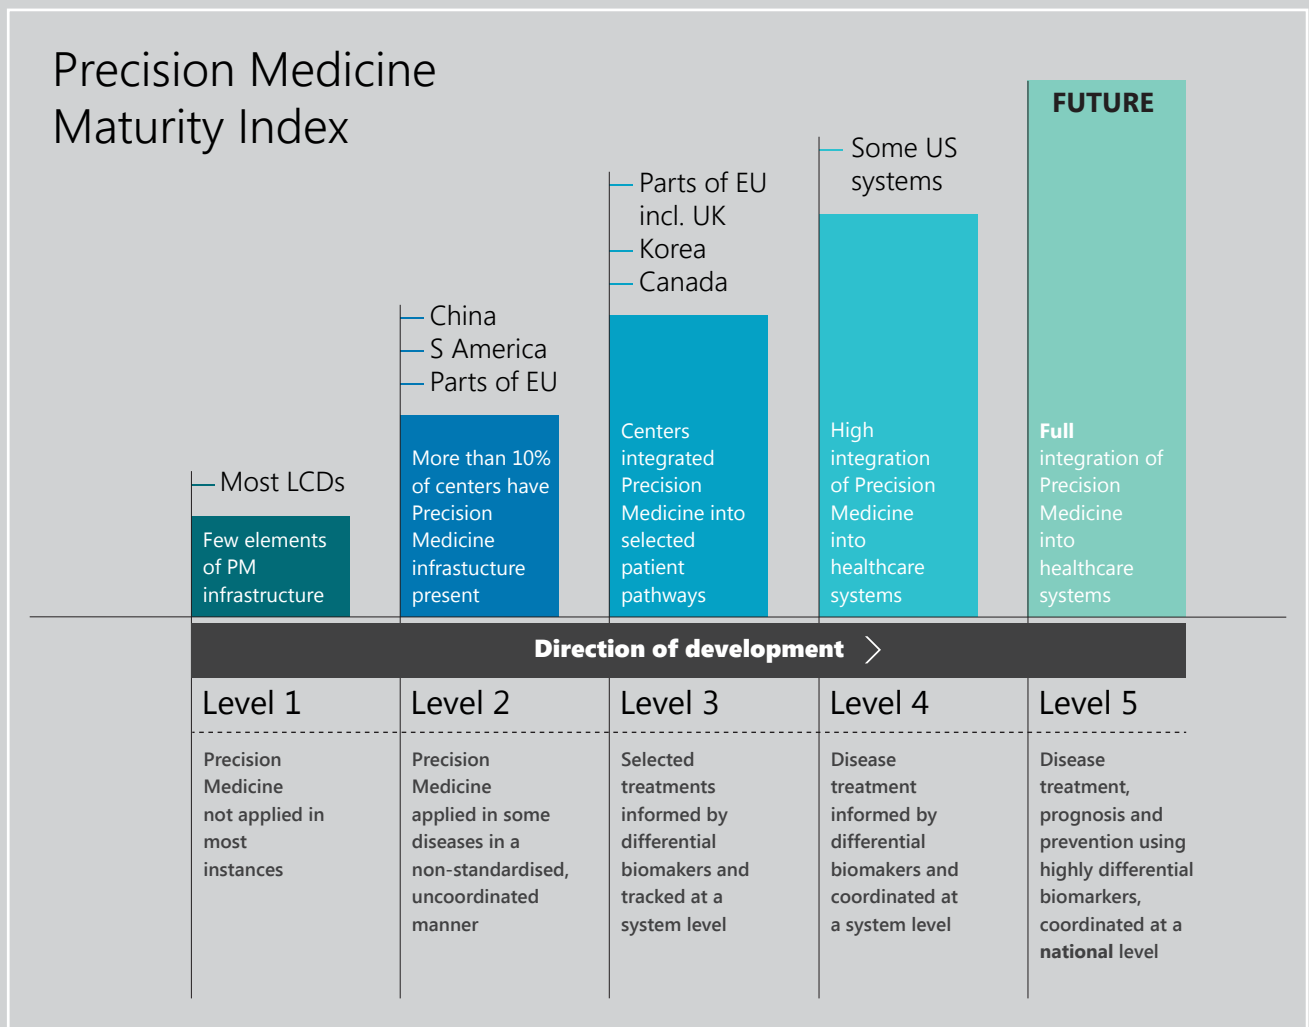 Precision Medicine
Maturity Index
Most LCDs
Few elements
of PM
infrastructure
China
S America
Parts of EU
More than 10%
of centers have
Precision
Medicine
infrastucture
present
Parts of EU
incl. UK
Korea
Canada
Centers
integrated
Precision
Medicine into
selected
patient
pathways
Some US
systems
High
integration
of Precision
Medicine
into
healthcare
systems
FUTURE
Full
integration of
Precision
Medicine
into
healthcare
systems
Direction of development
Level 1
Precision
Medicine
not applied in
most
instances
Level 2
Precision
Medicine
applied in some
diseases in a
non-standardised,
uncoordinated
manner
Level 3
Selected
treatments
informed by
differential
biomakers and
tracked at a
system level
Level 4
Disease
treatment
informed by
differential
biomakers and
coordinated at
a system level
Level 5
Disease
treatment,
prognosis and
prevention using
highly differential
biomarkers,
coordinated at a
national level